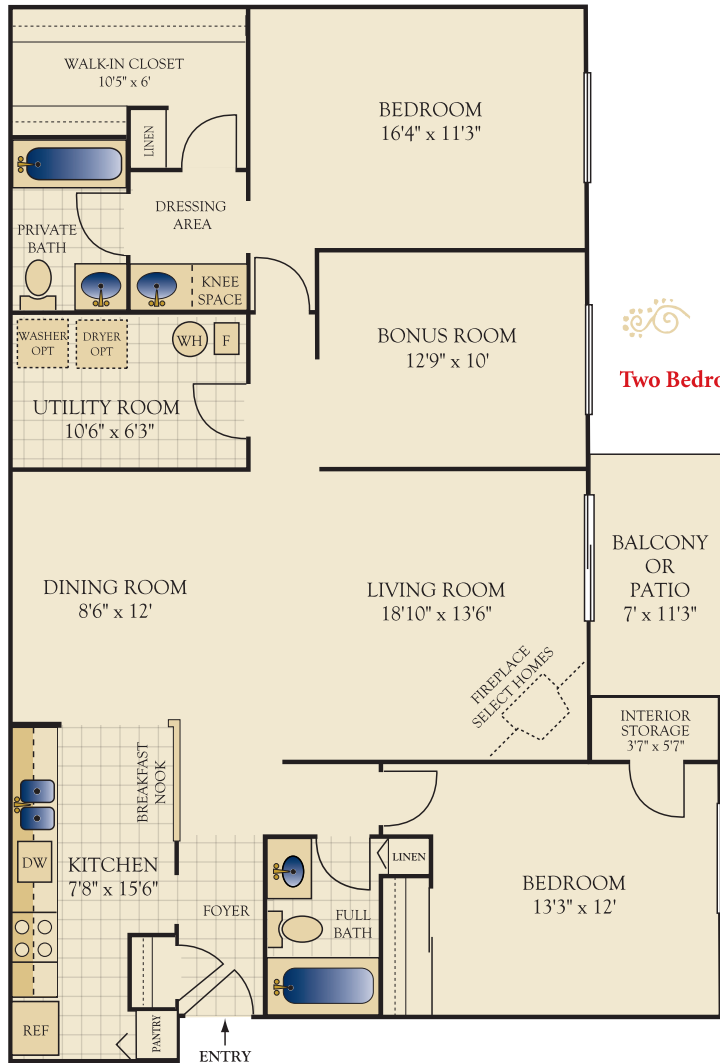 WALK-IN CLOSET
10'5" x 6'
BEDROOM
16'4" x 11'3"
LINEN
DRESSING
AREA
PRIVATE
BATH
KNEE
SPACE
WASHER
OPT
DRYER
OPT
WH
F
BONUS ROOM
12'9" x 10'
Two Bedro
UTILITY ROOM
10'6" x 6'3"
DINING ROOM
8'6" x 12'
LIVING ROOM
18'10" x 13'6"
BALCONY
OR
PATIO
7' x 11'3"
FIREPLACE
SELECT HOMES
INTERIOR
STORAGE
3'7" x 5'7"
BREAKFAST
NOOK
DW
KITCHEN
7'8" x 15'6"
LINEN
BEDROOM
13'3" x 12'
FOYER
FULL
BATH
REF
PANTRY
ENTRY